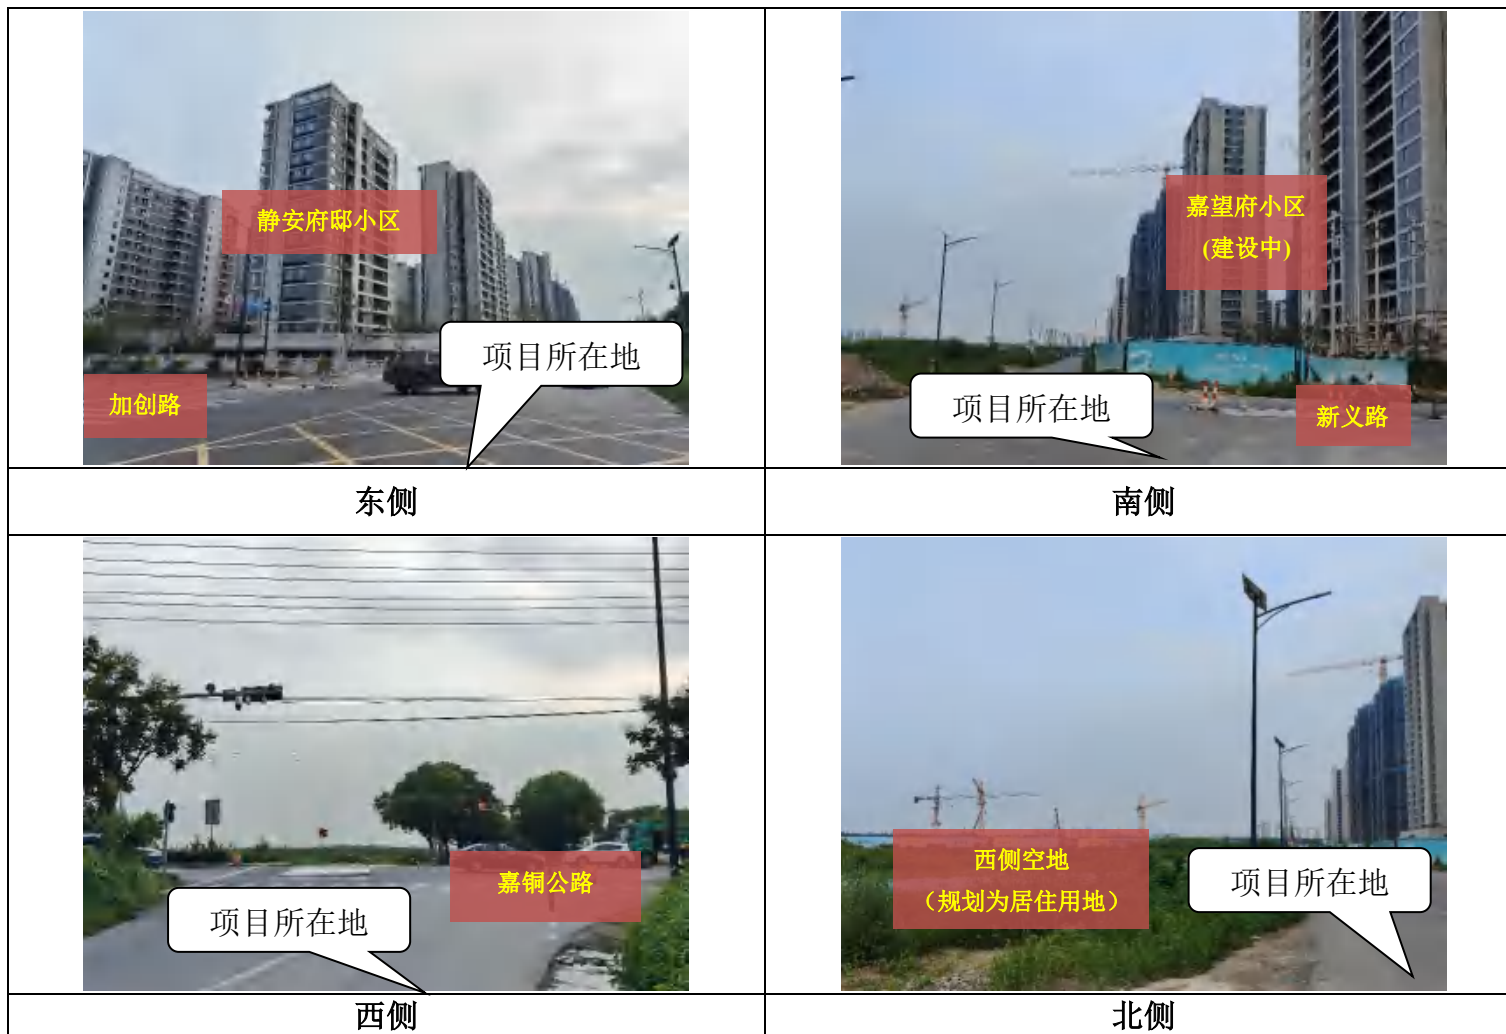 静安府邸小区
项目所在地
加创路
嘉望府小区
(建设中)
项目所在地
新义路
东侧
南侧
嘉铜公路
项目所在地
西侧空地
（规划为居住用地）
项目所在地
西侧
北侧